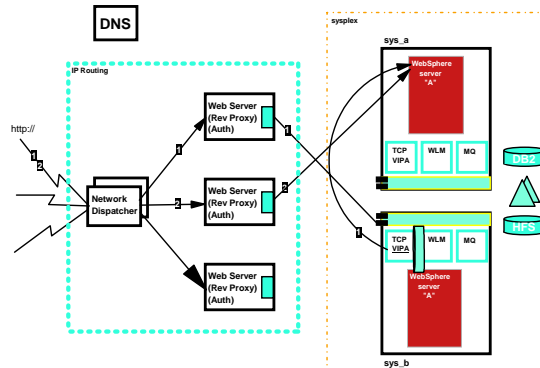 DNS
sysplex
sys_a
IP Routing
WebSphere
server
"A"
http://
Web Server
(Rev Proxy)
(Auth)
1
1
1
2
TCP
VIPA
WLM
MQ
DB2
Network
Dispatcher
2
Web Server
(Rev Proxy)
(Auth)
2
HFS
1
TCP
VIPA
WLM
MQ
Web Server
(Rev Proxy)
(Auth)
WebSphere
server
"A"
sys_b